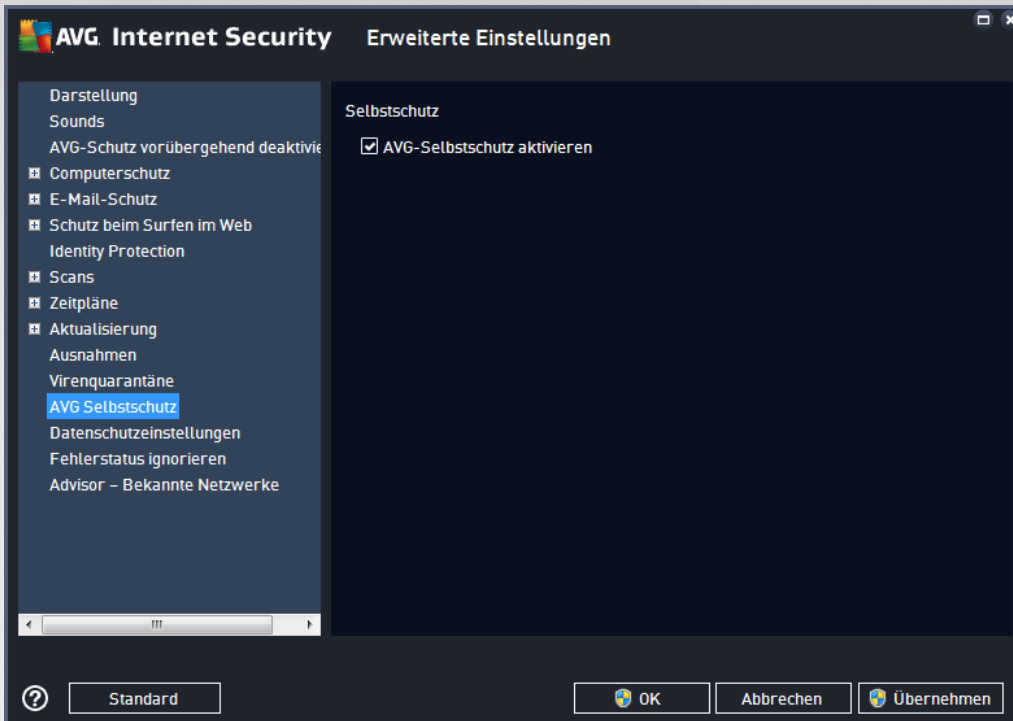 AVG. Internet Security Erweiterte Einstellungen
Darstellung
Sounds
AVG-Schutz vorübergehend deaktivie
Computerschutz
E-Mail-Schutz
Schutz beim Surfen im Web
Identity Protection
Scans
Zeitpläne
Aktualisierung
Ausnahmen
Virenquarantäne
AVG Selbstschutz
Datenschutzeinstellungen
Fehlerstatus ignorieren
Advisor – Bekannte Netzwerke
Selbstschutz
AVG-Selbstschutz aktivieren
? Standard OK Abbrechen Übernehmen